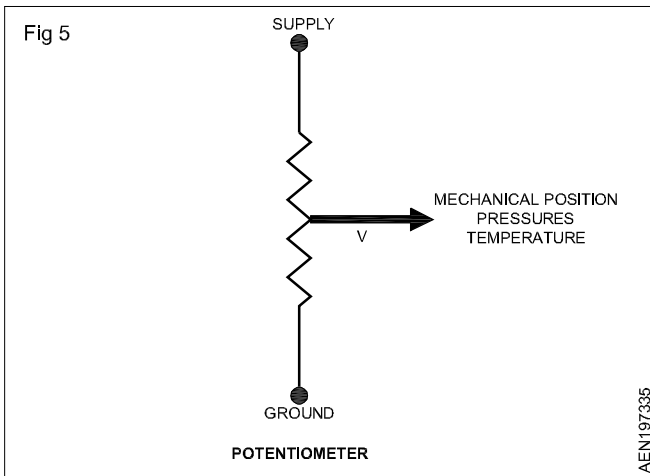 Fig 5
SUPPLY
MECHANICAL POSITION
PRESSURES
TEMPERATURE
V
GROUND
POTENTIOMETER
AEN197335